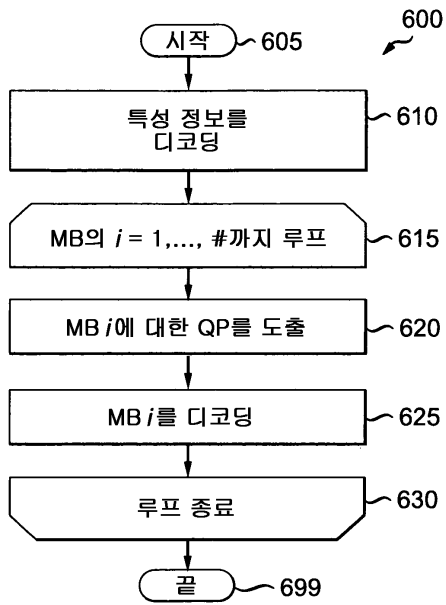 600
시작
605
특성 정보를
디코딩
610
MB의 i = 1,..., #까지 루프
615
MB i에 대한 QP를 도출
620
MB i를 디코딩
625
루프 종료
630
끝
699